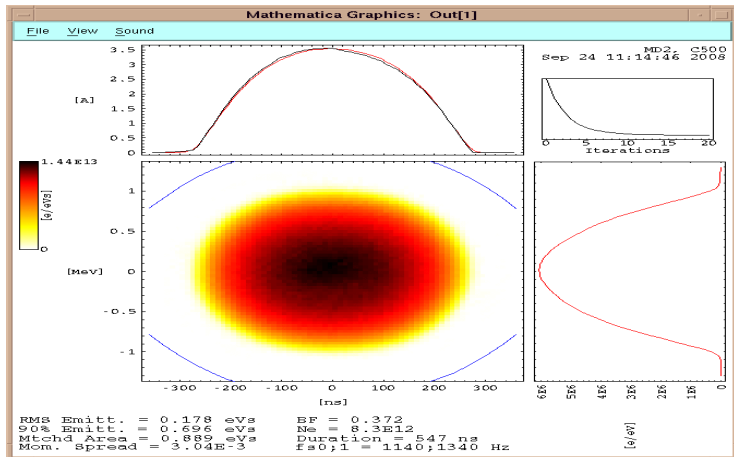 Mathematica Graphics: Out[1]
File View Sound
MD2, C500
Sep 24 11:14:46 2008
3.5
3
2.5
2
1.5
1
0.5
0
[A]
0 5 10 15 20
Iterations
1.44E13
[e/eVs]
0
1
0.5
0
-0.5
-1
[MeV]
-300 -200 -100 0 100 200 300
[ns]
6E6 5E6 4E6 3E6 2E6 1E6 0
[e/eV]
RMS Emitt. = 0.178 eVs BF = 0.372
90% Emitt. = 0.696 eVs Ne = 8.3E12
Mtchd Area = 0.889 eVs Duration = 547 ns
Mom. Spread = 3.04E-3 fs0;1 = 1140;1340 Hz